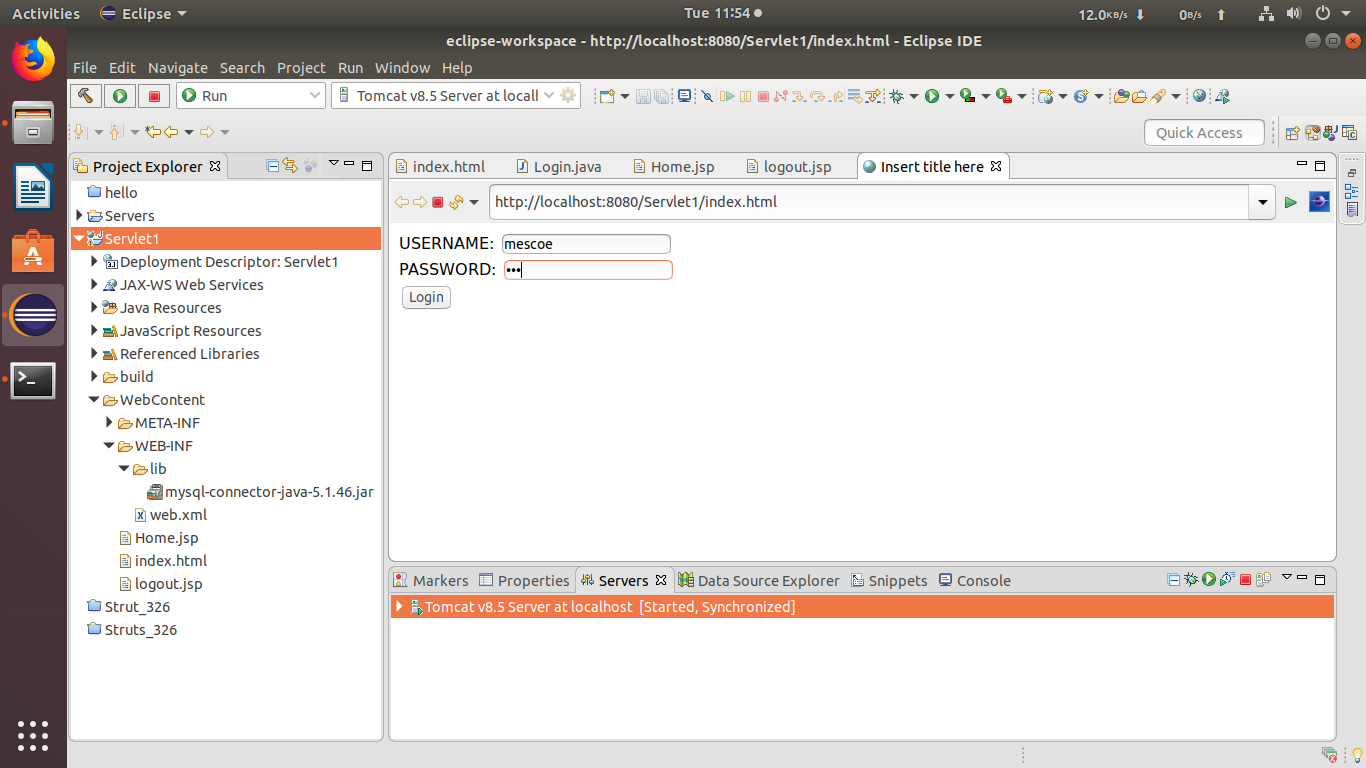 Activities Eclipse Tue 11:54 12.0KB/s 0B/s
eclipse-workspace - http://localhost:8080/Servlet1/index.html - Eclipse IDE
File Edit Navigate Search Project Run Window Help
Run Tomcat v8.5 Server at locall
Quick Access
Project Explorer
hello
Servers
Servlet1
Deployment Descriptor: Servlet1
JAX-WS Web Services
Java Resources
JavaScript Resources
Referenced Libraries
build
WebContent
META-INF
WEB-INF
lib
mysql-connector-java-5.1.46.jar
web.xml
Home.jsp
index.html
logout.jsp
Strut_326
Struts_326
index.html Login.java Home.jsp logout.jsp Insert title here
http://localhost:8080/Servlet1/index.html
USERNAME: mescoe
PASSWORD: •••
Login
Markers Properties Servers Data Source Explorer Snippets Console
Tomcat v8.5 Server at localhost [Started, Synchronized]